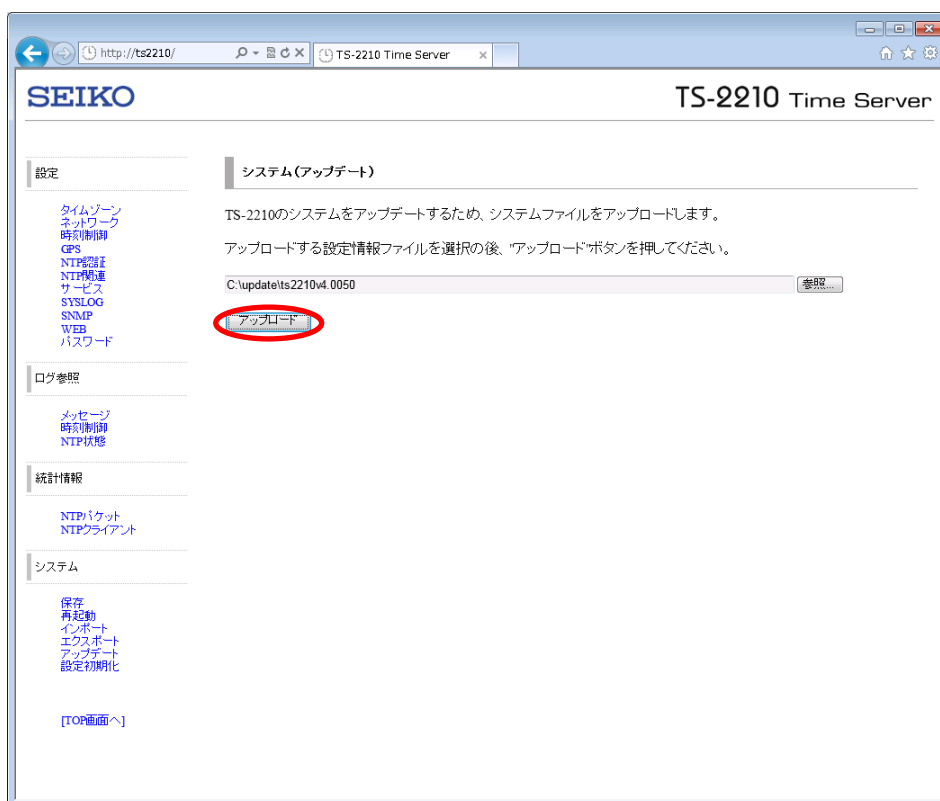 http://ts2210/
TS-2210 Time Server
SEIKO
TS-2210 Time Server
設定
タイムゾーン
ネットワーク
時刻制御
GPS
NTP認証
NTP関連
サービス
SYSLOG
SNMP
WEB
パスワード
ログ参照
メッセージ
時刻制御
NTP状態
統計情報
NTPパケット
NTPクライアント
システム
保存
再起動
インポート
エクスポート
アップデート
設定初期化
[TOP画面へ]
システム(アップデート)
TS-2210のシステムをアップデートするため、システムファイルをアップロードします。
アップロードする設定情報ファイルを選択の後、"アップロード"ボタンを押してください。
C:\update\ts2210v4.0050
参照...
アップロード